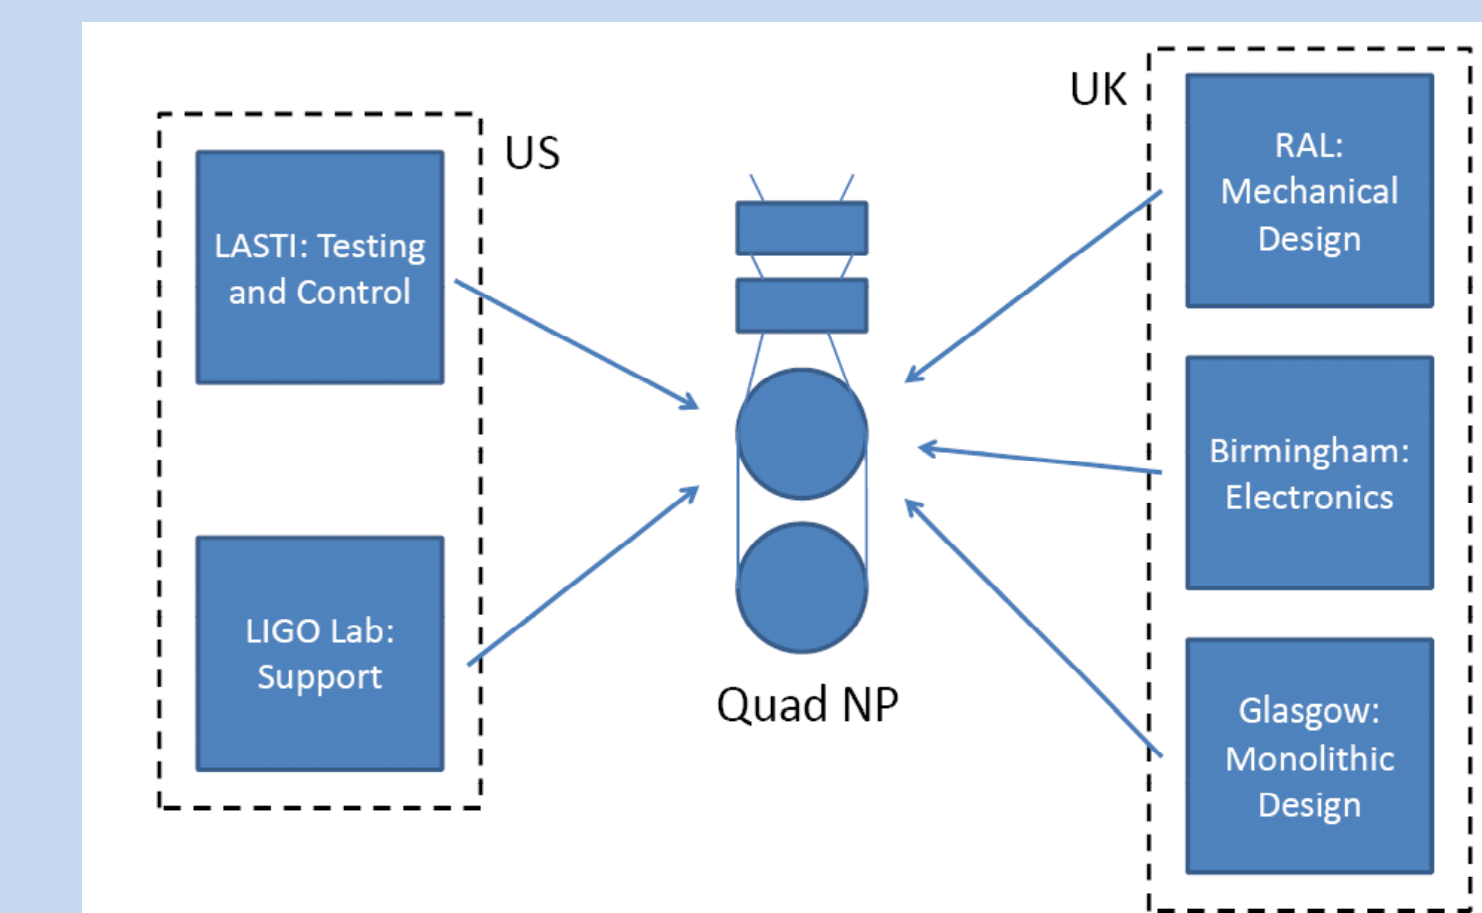 US
LASTI: Testing
and Control
LIGO Lab:
Support
Quad NP
UK
RAL:
Mechanical
Design
Birmingham:
Electronics
Glasgow:
Monolithic
Design